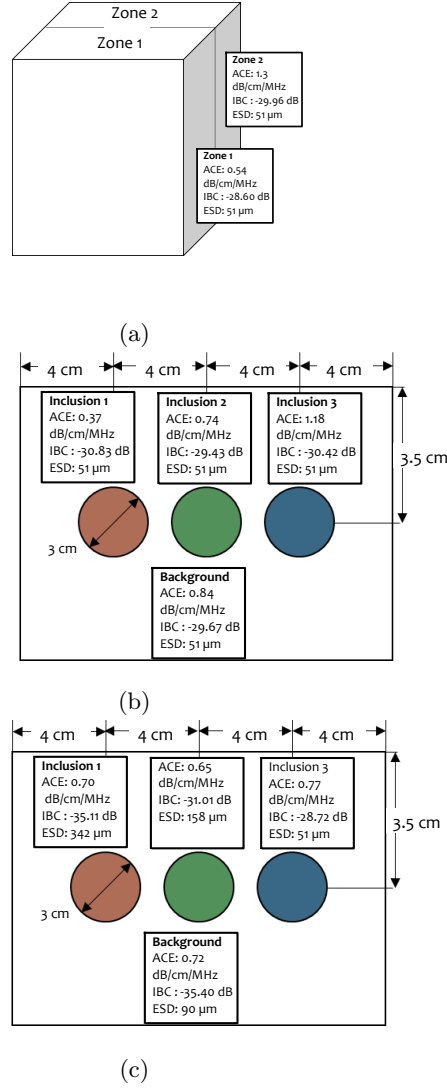 Zone 2
Zone 1
Zone 2
ACE: 1.3
dB/cm/MHz
IBC : -29.96 dB
ESD: 51 µm
Zone 1
ACE: 0.54
dB/cm/MHz
IBC : -28.60 dB
ESD: 51 µm
(a)
4 cm 4 cm 4 cm 4 cm
Inclusion 1
ACE: 0.37
dB/cm/MHz
IBC : -30.83 dB
ESD: 51 µm
Inclusion 2
ACE: 0.74
dB/cm/MHz
IBC: -29.43 dB
ESD: 51 µm
Inclusion 3
ACE: 1.18
dB/cm/MHz
IBC : -30.42 dB
ESD: 51 µm
3.5 cm
3 cm
Background
ACE: 0.84
dB/cm/MHz
IBC : -29.67 dB
ESD: 51 µm
(b)
4 cm 4 cm 4 cm 4 cm
Inclusion 1
ACE: 0.70
dB/cm/MHz
IBC : -35.11 dB
ESD: 342 µm
ACE: 0.65
dB/cm/MHz
IBC: -31.01 dB
ESD: 158 µm
Inclusion 3
ACE: 0.77
dB/cm/MHz
IBC : -28.72 dB
ESD: 51 µm
3.5 cm
3 cm
Background
ACE: 0.72
dB/cm/MHz
IBC : -35.40 dB
ESD: 90 µm
(c)